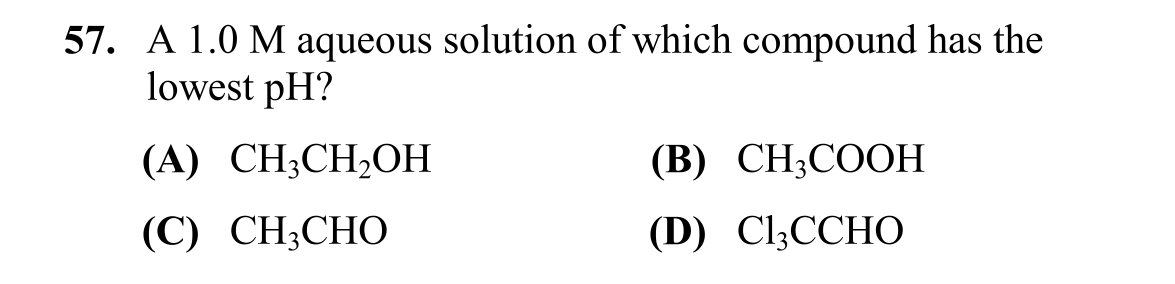 57. A 1.0 M aqueous solution of which compound has the
lowest pH?
(A) CH₃CH₂OH (B) CH₃COOH
(C) CH₃CHO (D) Cl₃CCHO